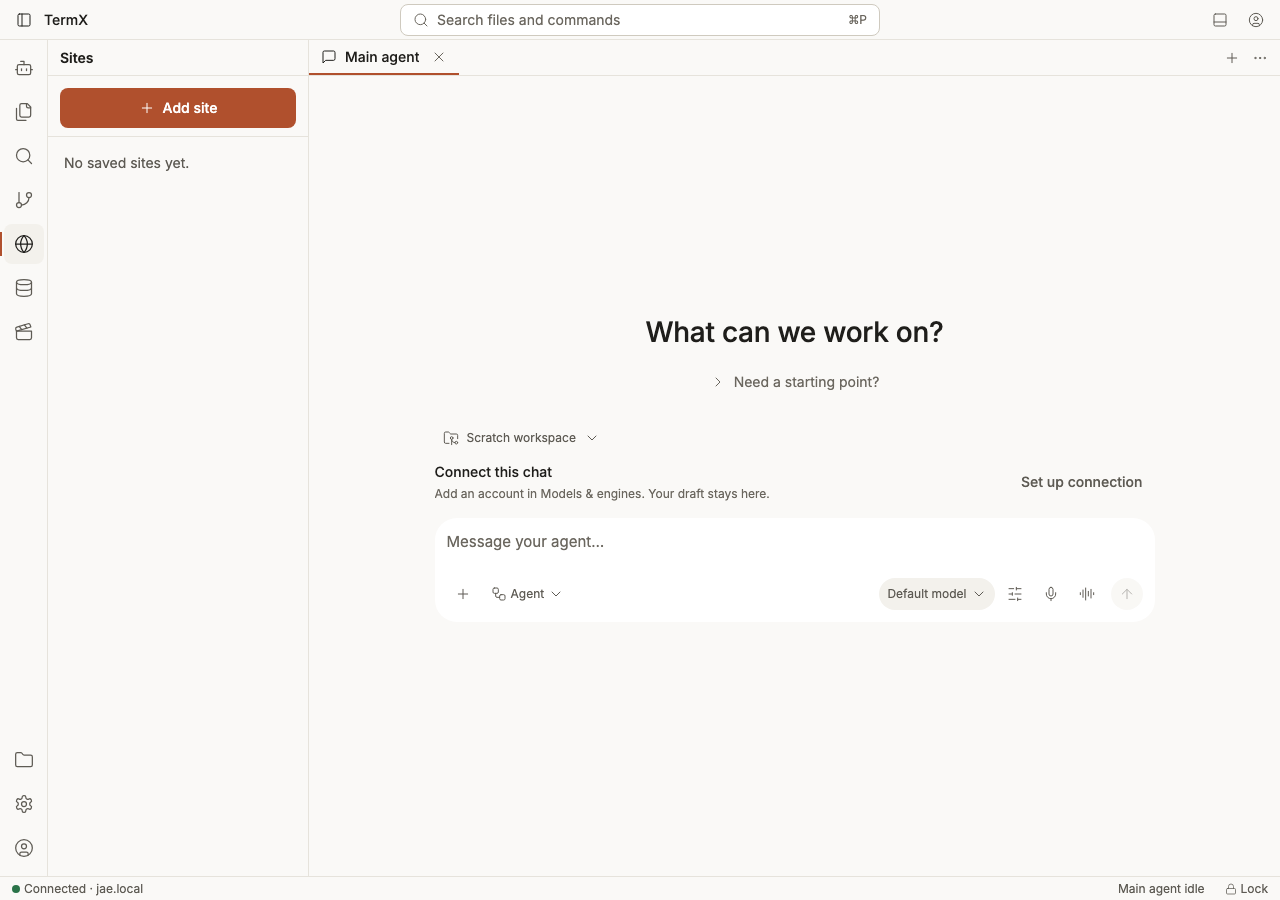 TermX
Search files and commands
⌘P
Sites
Main agent
Add site
No saved sites yet.
What can we work on?
Need a starting point?
Scratch workspace
Connect this chat
Add an account in Models & engines. Your draft stays here.
Set up connection
Message your agent...
Agent
Default model
Connected · jae.local
Main agent idle
Lock